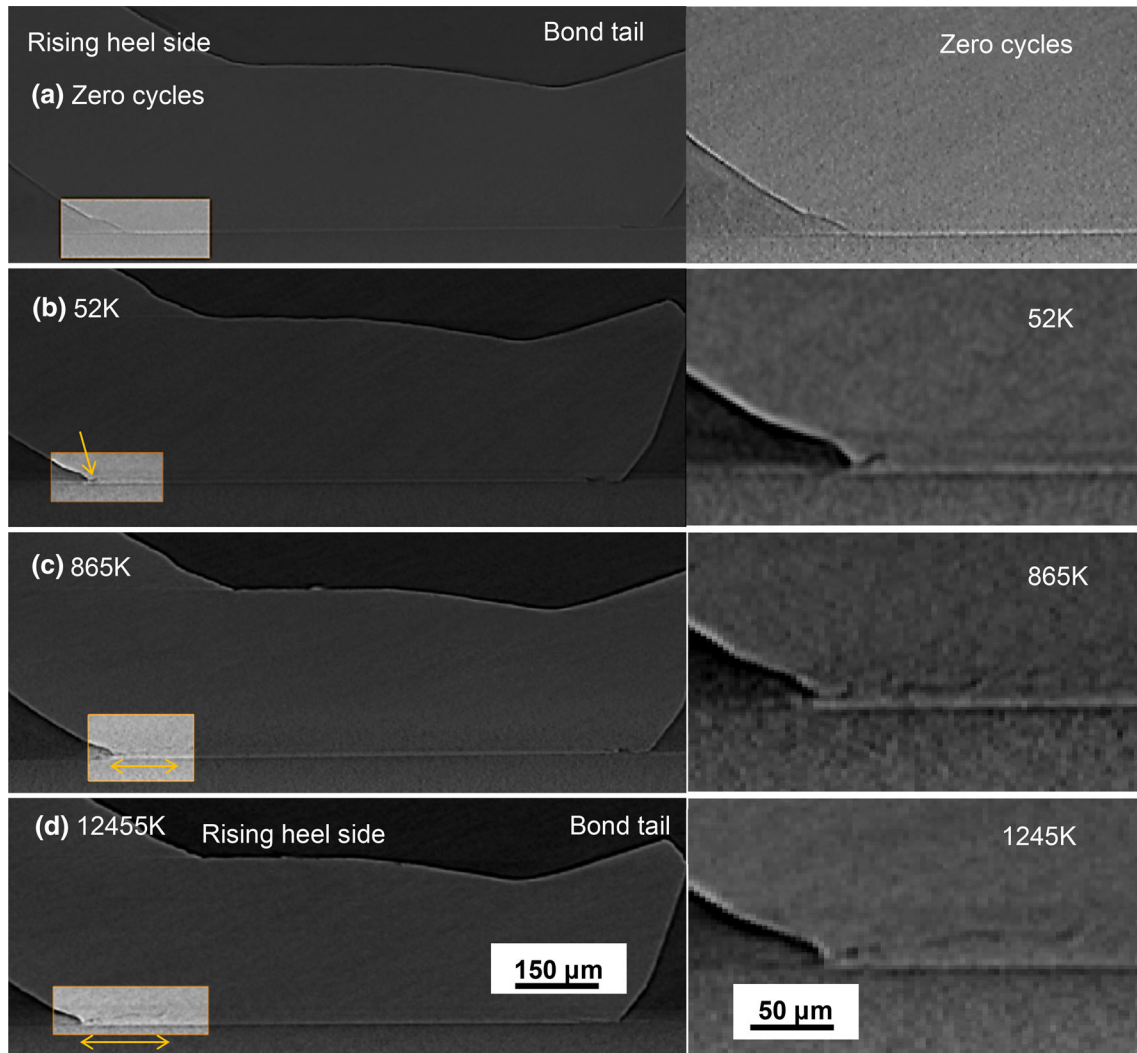 Rising heel side
Bond tail
Zero cycles
(a) Zero cycles
(b) 52K
52K
(c) 865K
865K
(d) 12455K
Rising heel side
Bond tail
1245K
150 µm
50 µm